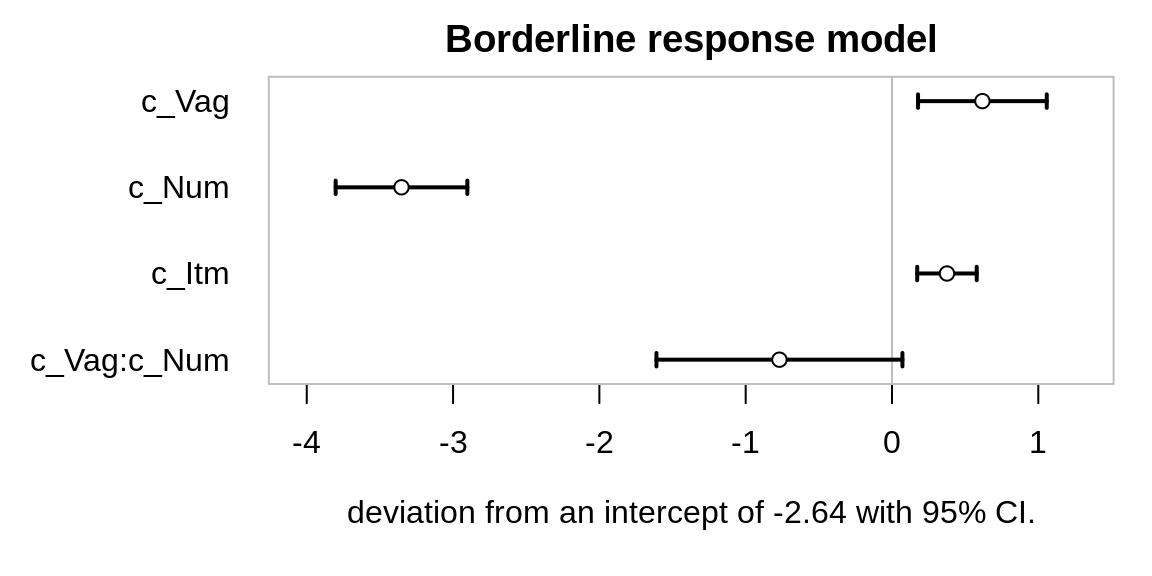 Borderline response model
c_Vag
c_Num
c_Itm
c_Vag:c_Num
-4 -3 -2 -1 0 1
deviation from an intercept of -2.64 with 95% CI.